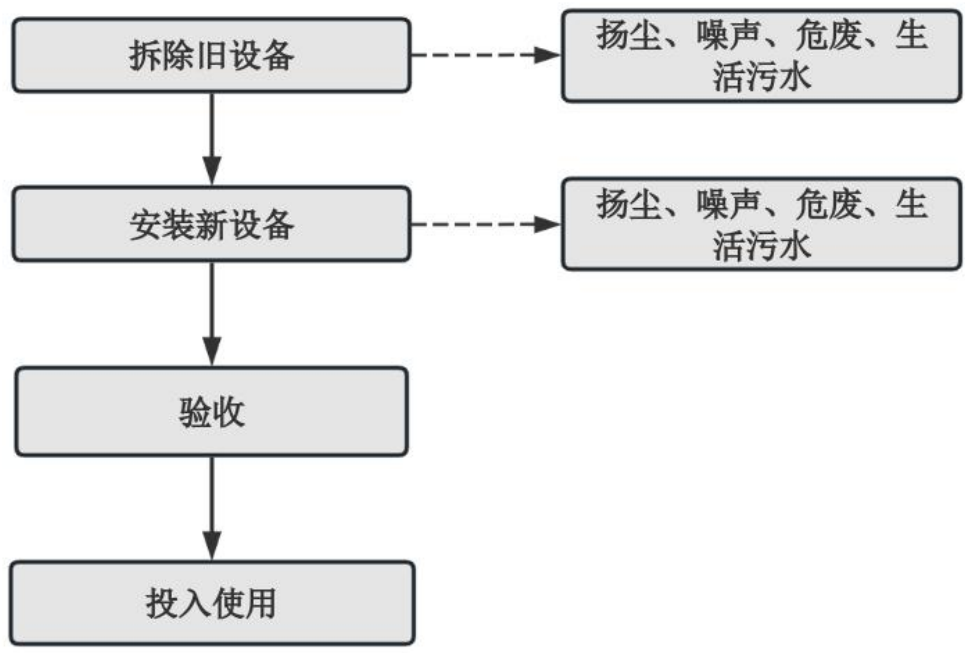 拆除旧设备
扬尘、噪声、危废、生
活污水
安装新设备
扬尘、噪声、危废、生
活污水
验收
投入使用